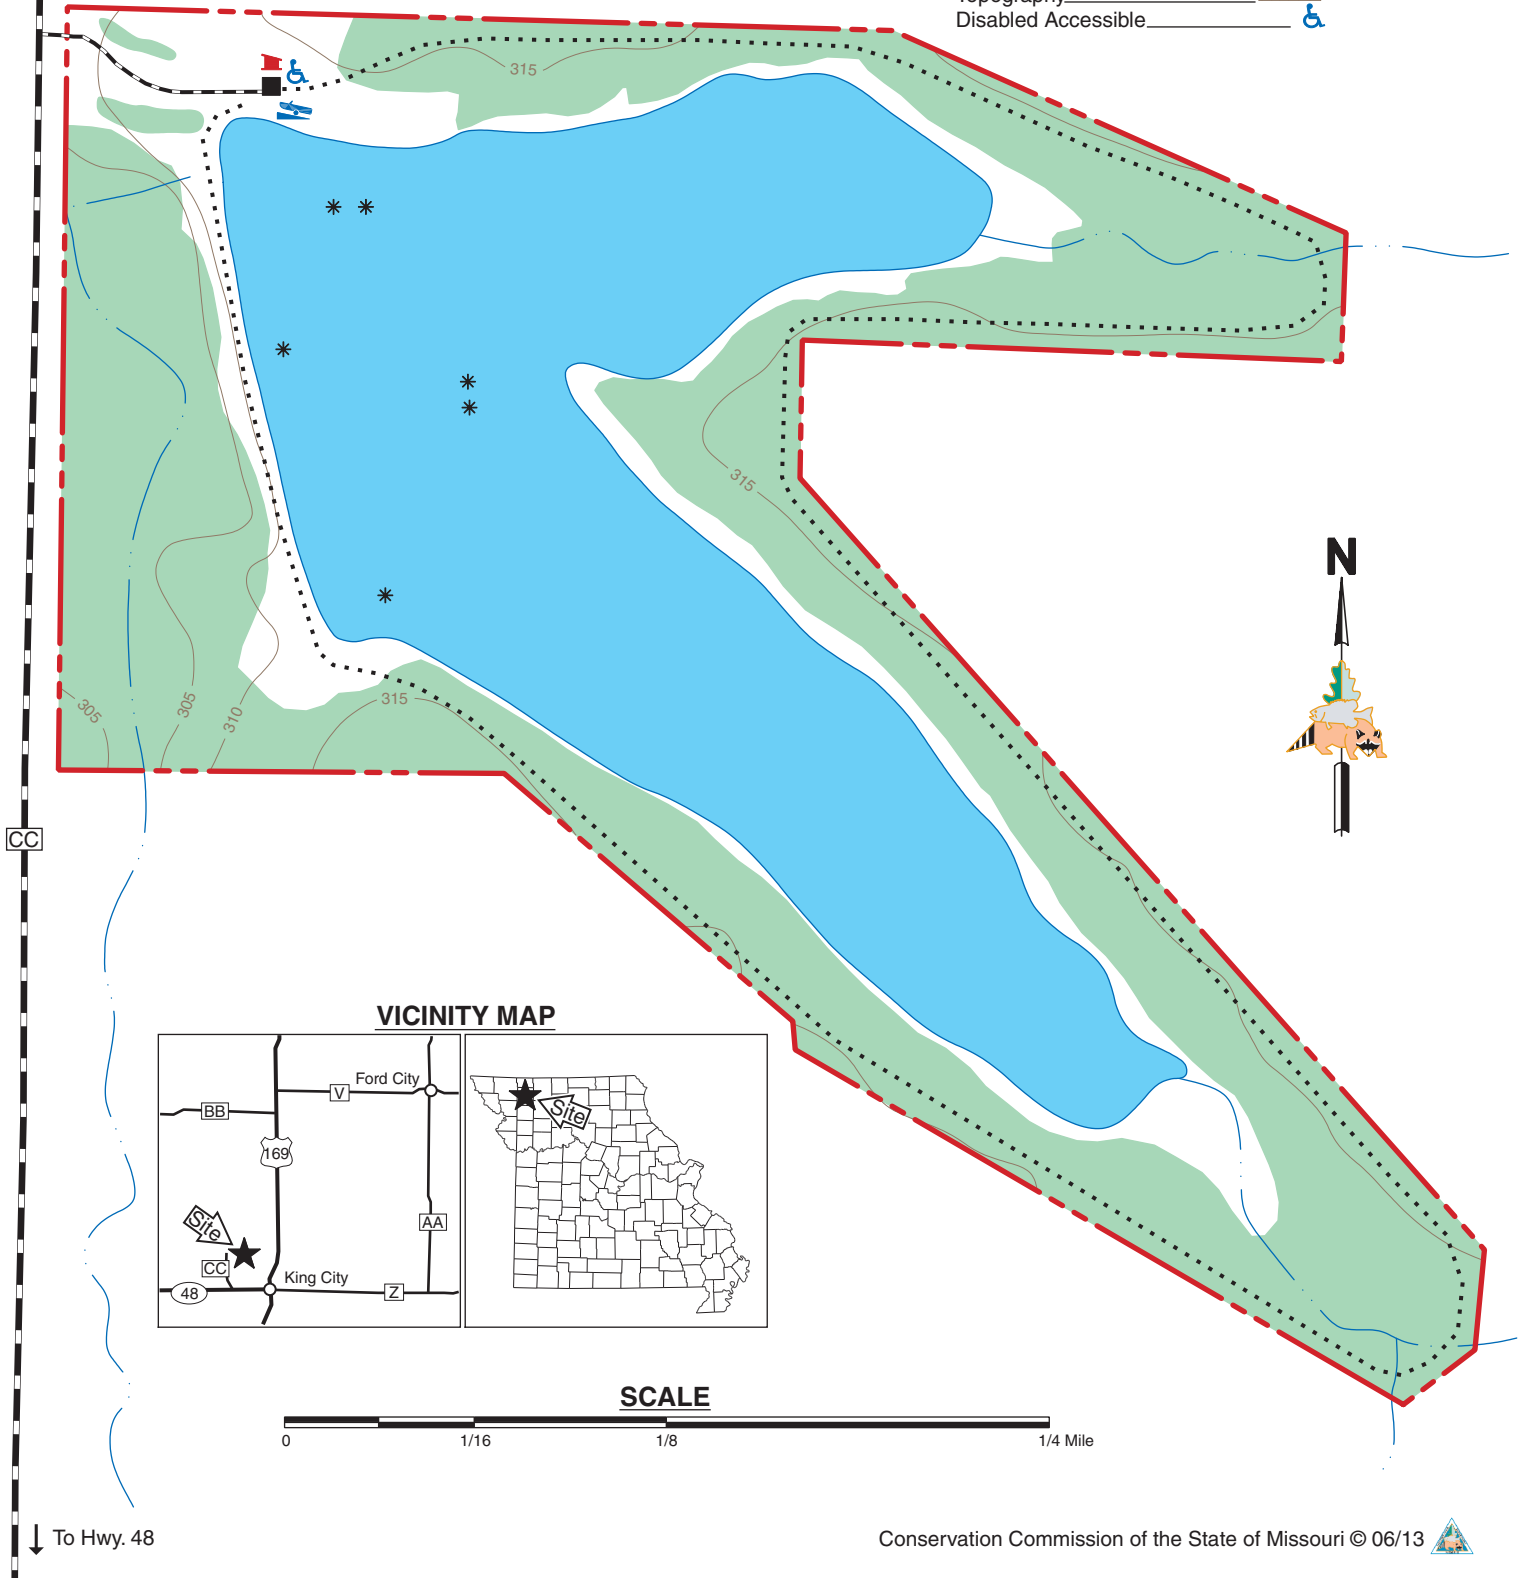 Disabled Accessible
315
315
N
305
305
310
315
CC
VICINITY MAP
Ford City
V
BB
169
Site
AA
Site
CC
King City
48
Z
SCALE
0 1/16 1/8 1/4 Mile
To Hwy. 48
Conservation Commission of the State of Missouri © 06/13